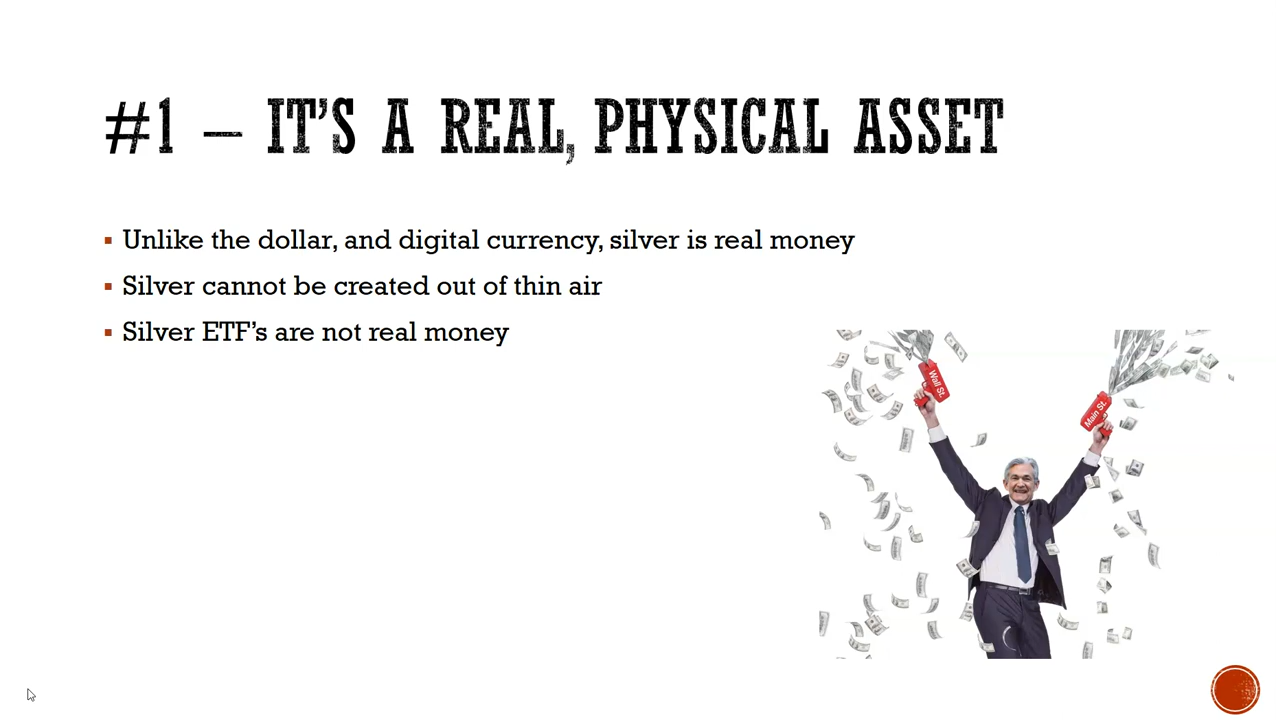 #1 – IT'S A REAL, PHYSICAL ASSET
Unlike the dollar, and digital currency, silver is real money
Silver cannot be created out of thin air
Silver ETF's are not real money
Wall St.
Main St.